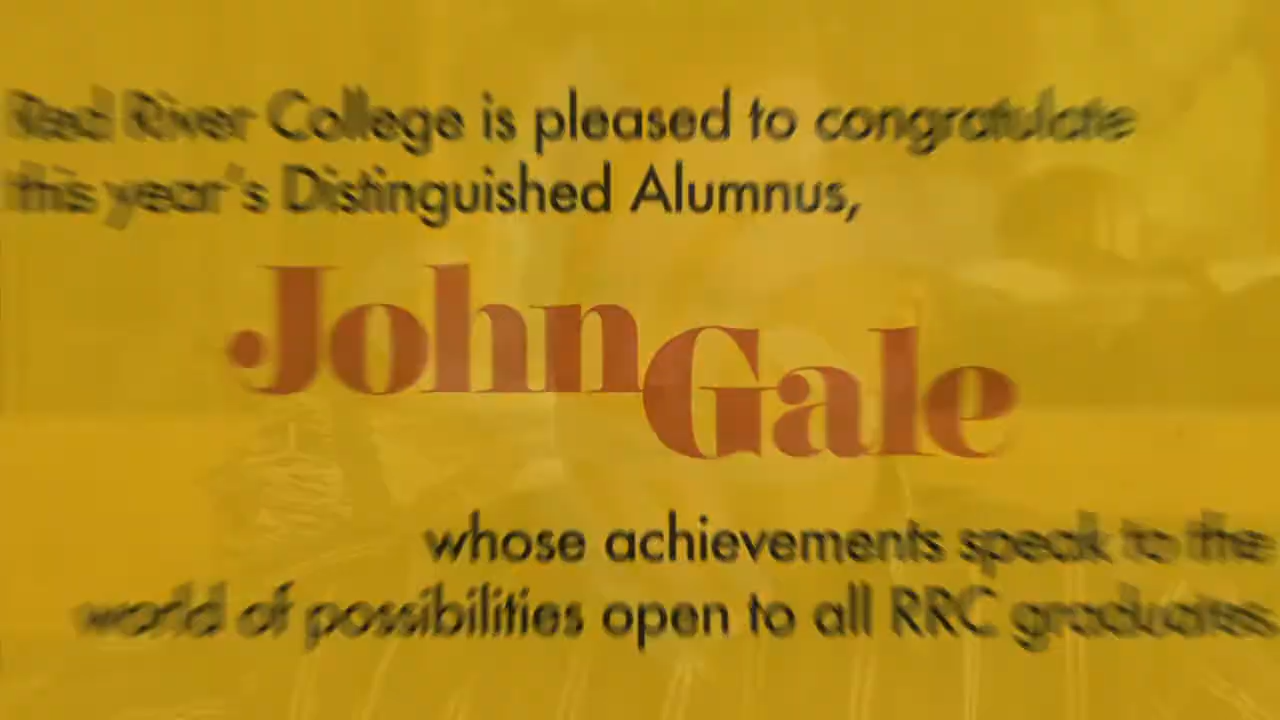 Red River College is pleased to congratulate
this year's Distinguished Alumnus,
John Gale
whose achievements speak to the
world of possibilities open to all RRC graduates.